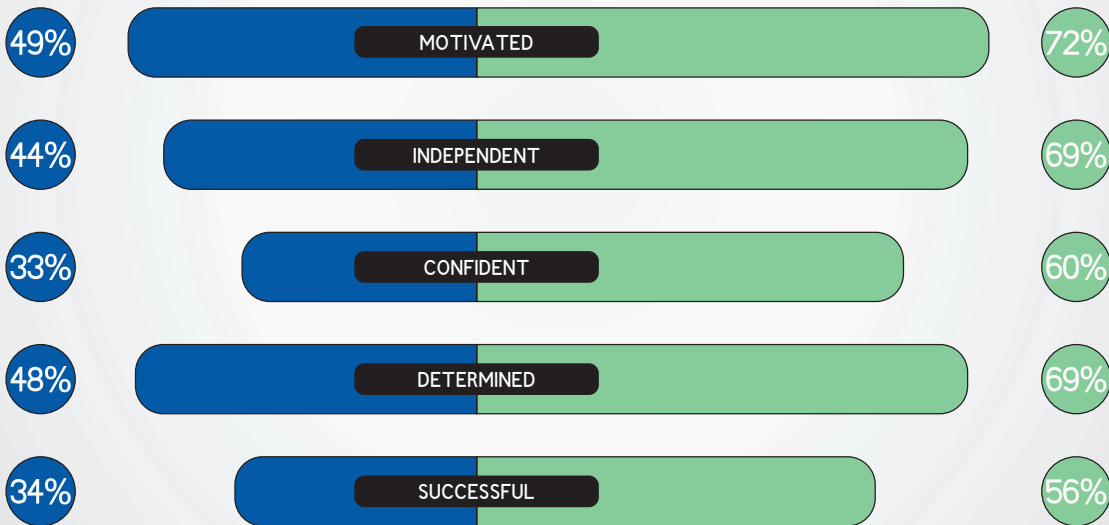 49% MOTIVATED 72%
44% INDEPENDENT 69%
33% CONFIDENT 60%
48% DETERMINED 69%
34% SUCCESSFUL 56%